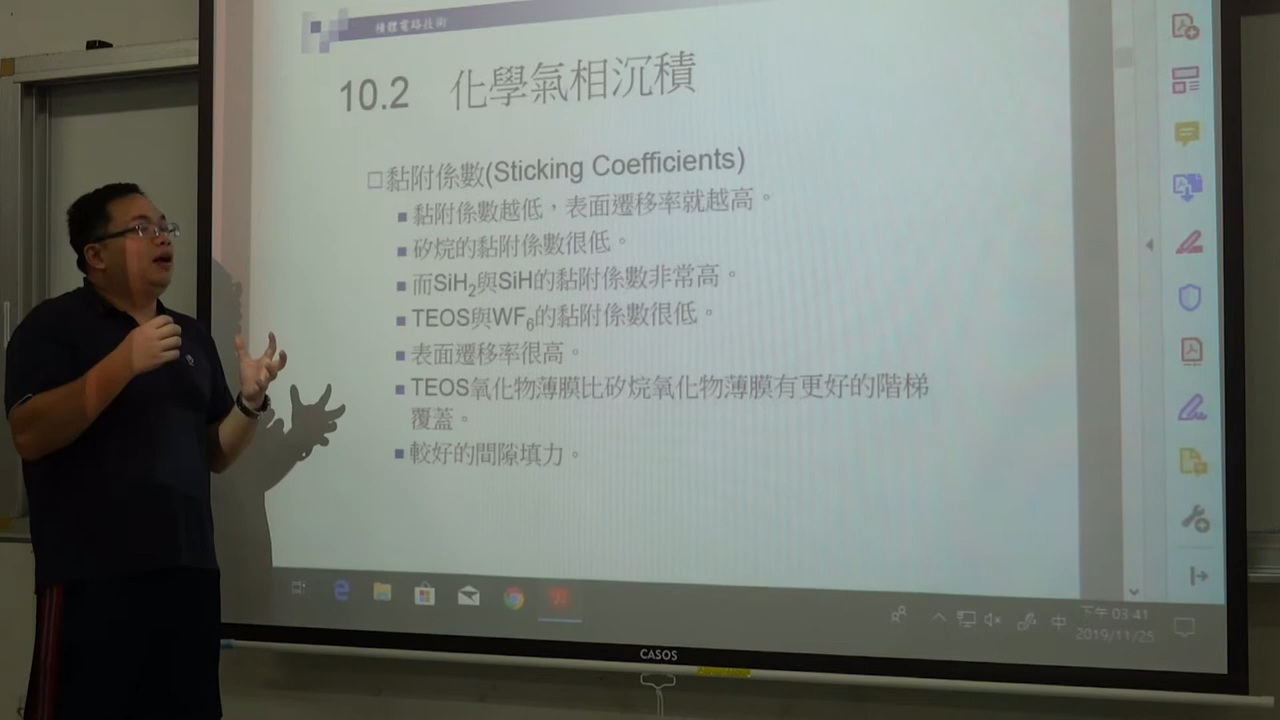 積體電路技術
10.2 化學氣相沉積
黏附係數(Sticking Coefficients)
黏附係數越低，表面遷移率就越高。
矽烷的黏附係數很低。
而SiH2與SiH的黏附係數非常高。
TEOS與WF6的黏附係數很低。
表面遷移率很高。
TEOS氧化物薄膜比矽烷氧化物薄膜有更好的階梯
覆蓋。
較好的間隙填力。
中
下午 03:41
2019/11/25
CASOS